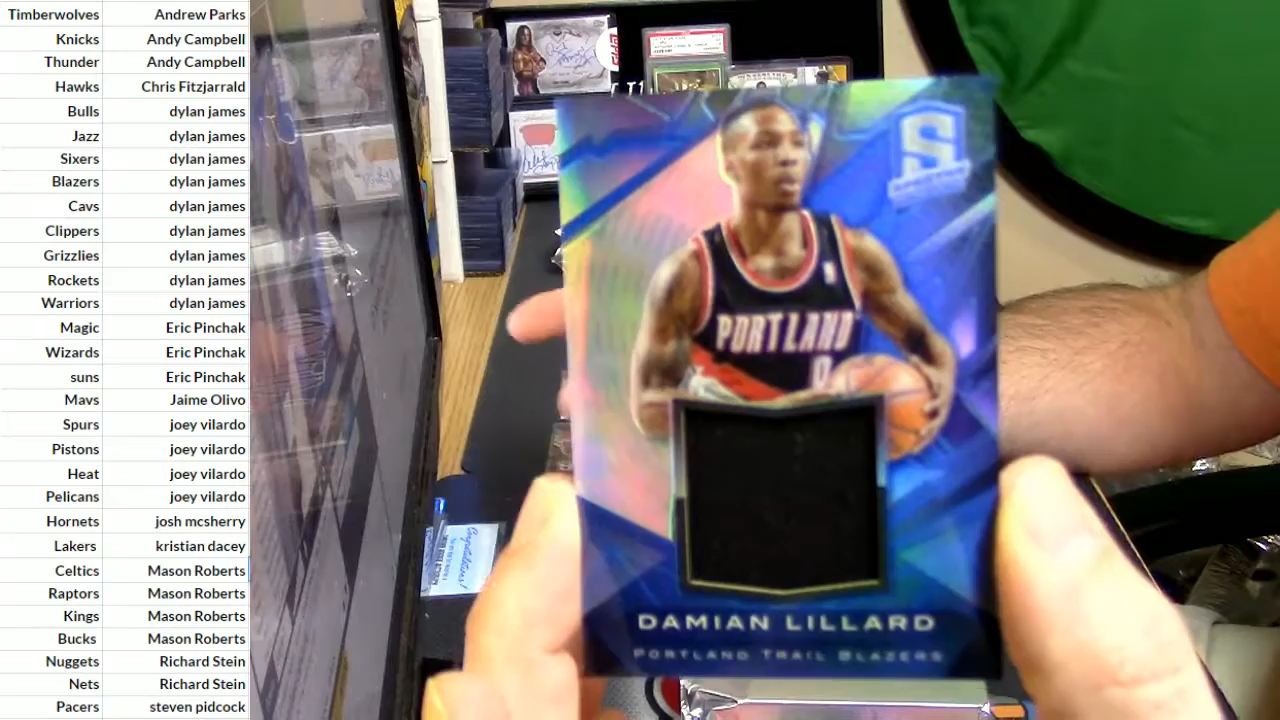 Timberwolves Andrew Parks
Knicks Andy Campbell
Thunder Andy Campbell
Hawks Chris Fitzjarrald
Bulls dylan james
Jazz dylan james
Sixers dylan james
Blazers dylan james
Cavs dylan james
Clippers dylan james
Grizzlies dylan james
Rockets dylan james
Warriors dylan james
Magic Eric Pinchak
Wizards Eric Pinchak
suns Eric Pinchak
Mavs Jaime Olivo
Spurs joey vilardo
Pistons joey vilardo
Heat joey vilardo
Pelicans joey vilardo
Hornets josh mcsherry
Lakers kristian dacey
Celtics Mason Roberts
Raptors Mason Roberts
Kings Mason Roberts
Bucks Mason Roberts
Nuggets Richard Stein
Nets Richard Stein
Pacers steven pidcock
S
PORTLAND
DAMIAN LILLARD
PORTLAND TRAIL BLAZERS
Congratulations!